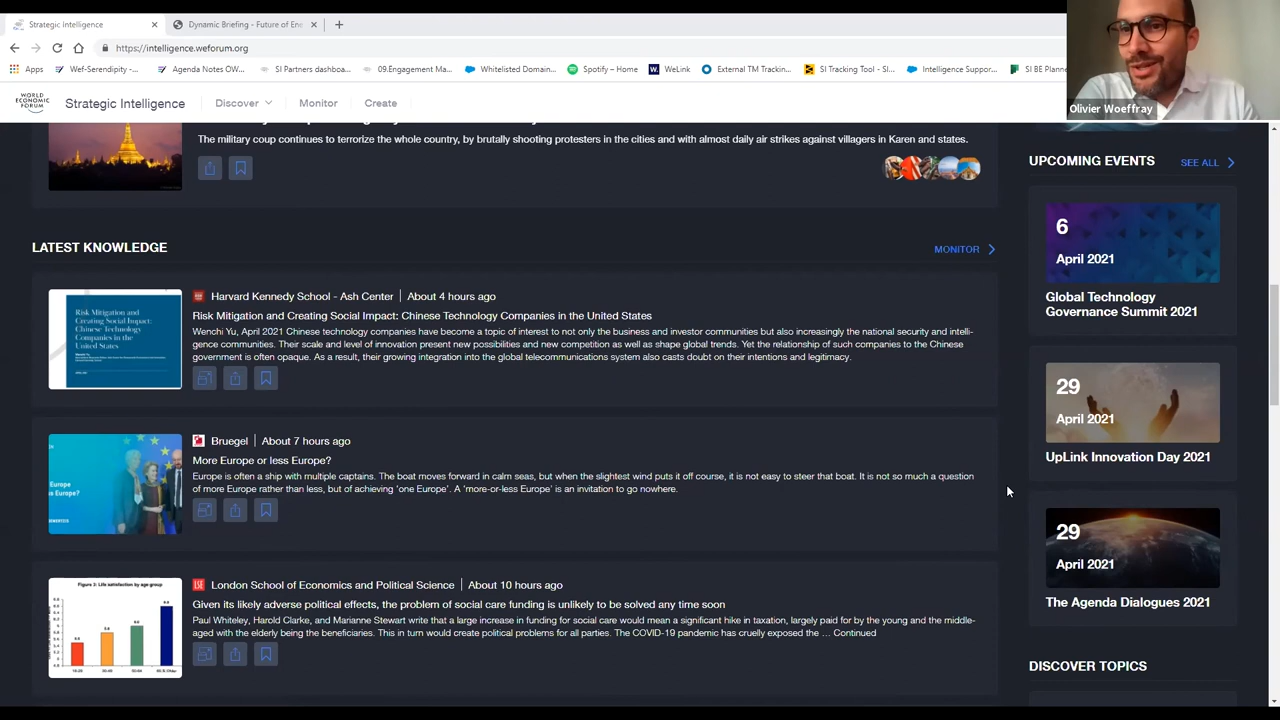 Strategic Intelligence
Dynamic Briefing - Future of Ene
https://intelligence.weforum.org
Apps
Wef-Serendipity -...
Agenda Notes OW...
SI Partners dashboa...
09.Engagement Ma...
Whitelisted Domain...
Spotify – Home
WeLink
External TM Trackin...
SI Tracking Tool - SI...
Intelligence Suppor...
SI BE Planne
Olivier Woeffray
WORLD
ECONOMIC
FORUM
Strategic Intelligence
Discover
Monitor
Create
The military coup continues to terrorize the whole country, by brutally shooting protesters in the cities and with almost daily air strikes against villagers in Karen and states.
LATEST KNOWLEDGE
MONITOR
Risk Mitigation and
Creating Social Impact:
Chinese Technology
Companies in the
United States
Harvard Kennedy School - Ash Center | About 4 hours ago
Risk Mitigation and Creating Social Impact: Chinese Technology Companies in the United States
Wenchi Yu, April 2021 Chinese technology companies have become a topic of interest to not only the business and investor communities but also increasingly the national security and intelli-
gence communities. Their scale and level of innovation present new possibilities and new competition as well as shape global trends. Yet the relationship of such companies to the Chinese
government is often opaque. As a result, their growing integration into the global telecommunications system also casts doubt on their intentions and legitimacy.
Bruegel | About 7 hours ago
More Europe or less Europe?
Europe is often a ship with multiple captains. The boat moves forward in calm seas, but when the slightest wind puts it off course, it is not easy to steer that boat. It is not so much a question
of more Europe rather than less, but of achieving 'one Europe'. A 'more-or-less Europe' is an invitation to go nowhere.
Figure 3: Life satisfaction by age group
LSE
London School of Economics and Political Science | About 10 hours ago
Given its likely adverse political effects, the problem of social care funding is unlikely to be solved any time soon
Paul Whiteley, Harold Clarke, and Marianne Stewart write that a large increase in funding for social care would mean a significant hike in taxation, largely paid for by the young and the middle-
aged with the elderly being the beneficiaries. This in turn would create political problems for all parties. The COVID-19 pandemic has cruelly exposed the ... Continued
UPCOMING EVENTS
SEE ALL
6
April 2021
Global Technology
Governance Summit 2021
29
April 2021
UpLink Innovation Day 2021
29
April 2021
The Agenda Dialogues 2021
DISCOVER TOPICS